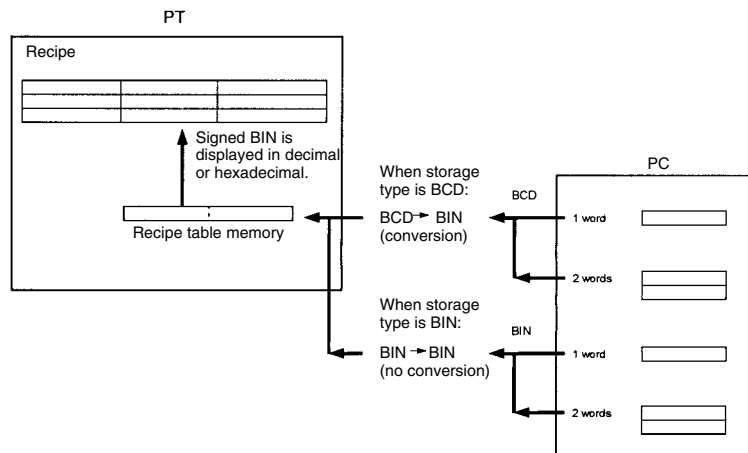 PT
Recipe
Signed BIN is
displayed in decimal
or hexadecimal.
Recipe table memory
When storage
type is BCD:
BCD → BIN
(conversion)
When storage
type is BIN:
BIN → BIN
(no conversion)
BCD
BIN
PC
1 word
2 words
1 word
2 words